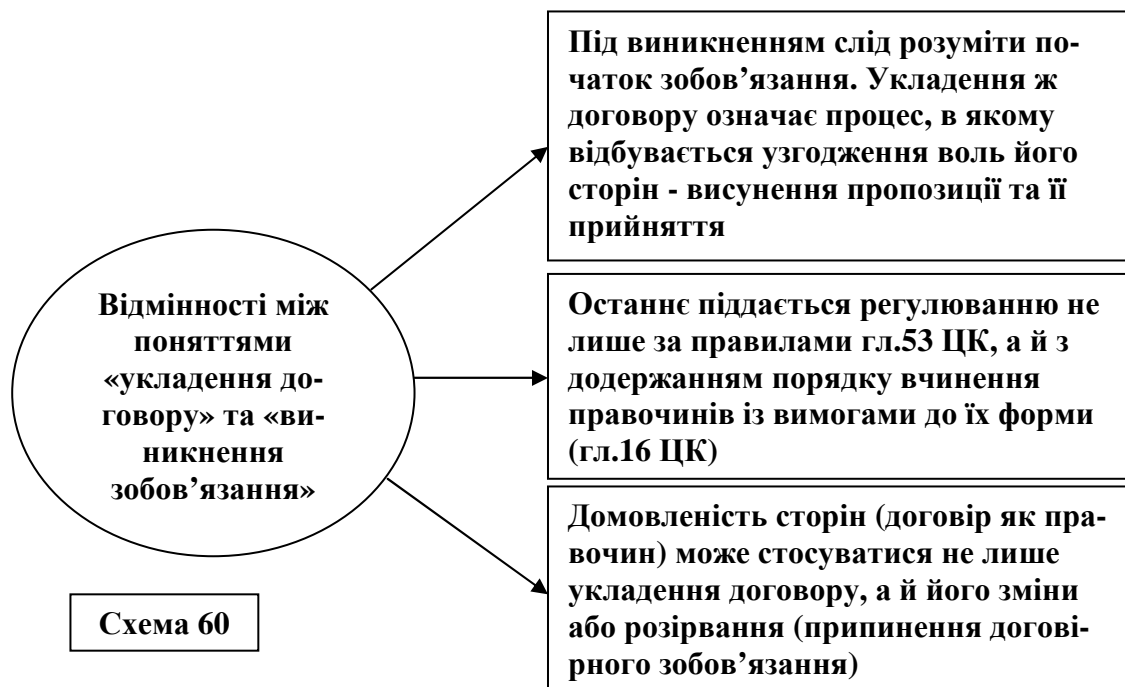 Під виникненням слід розуміти по-
чаток зобов’язання. Укладення ж
договору означає процес, в якому
відбувається узгодження воль його
сторін - висунення пропозиції та її
прийняття
Відмінності між
поняттями
«укладення до-
говору» та «ви-
никнення
зобов’язання»
Останнє піддається регулюванню не
лише за правилами гл.53 ЦК, а й з
додержанням порядку вчинення
правочинів із вимогами до їх форми
(гл.16 ЦК)
Домовленість сторін (договір як пра-
вочин) може стосуватися не лише
укладення договору, а й його зміни
або розірвання (припинення договір-
ного зобов’язання)
Схема 60